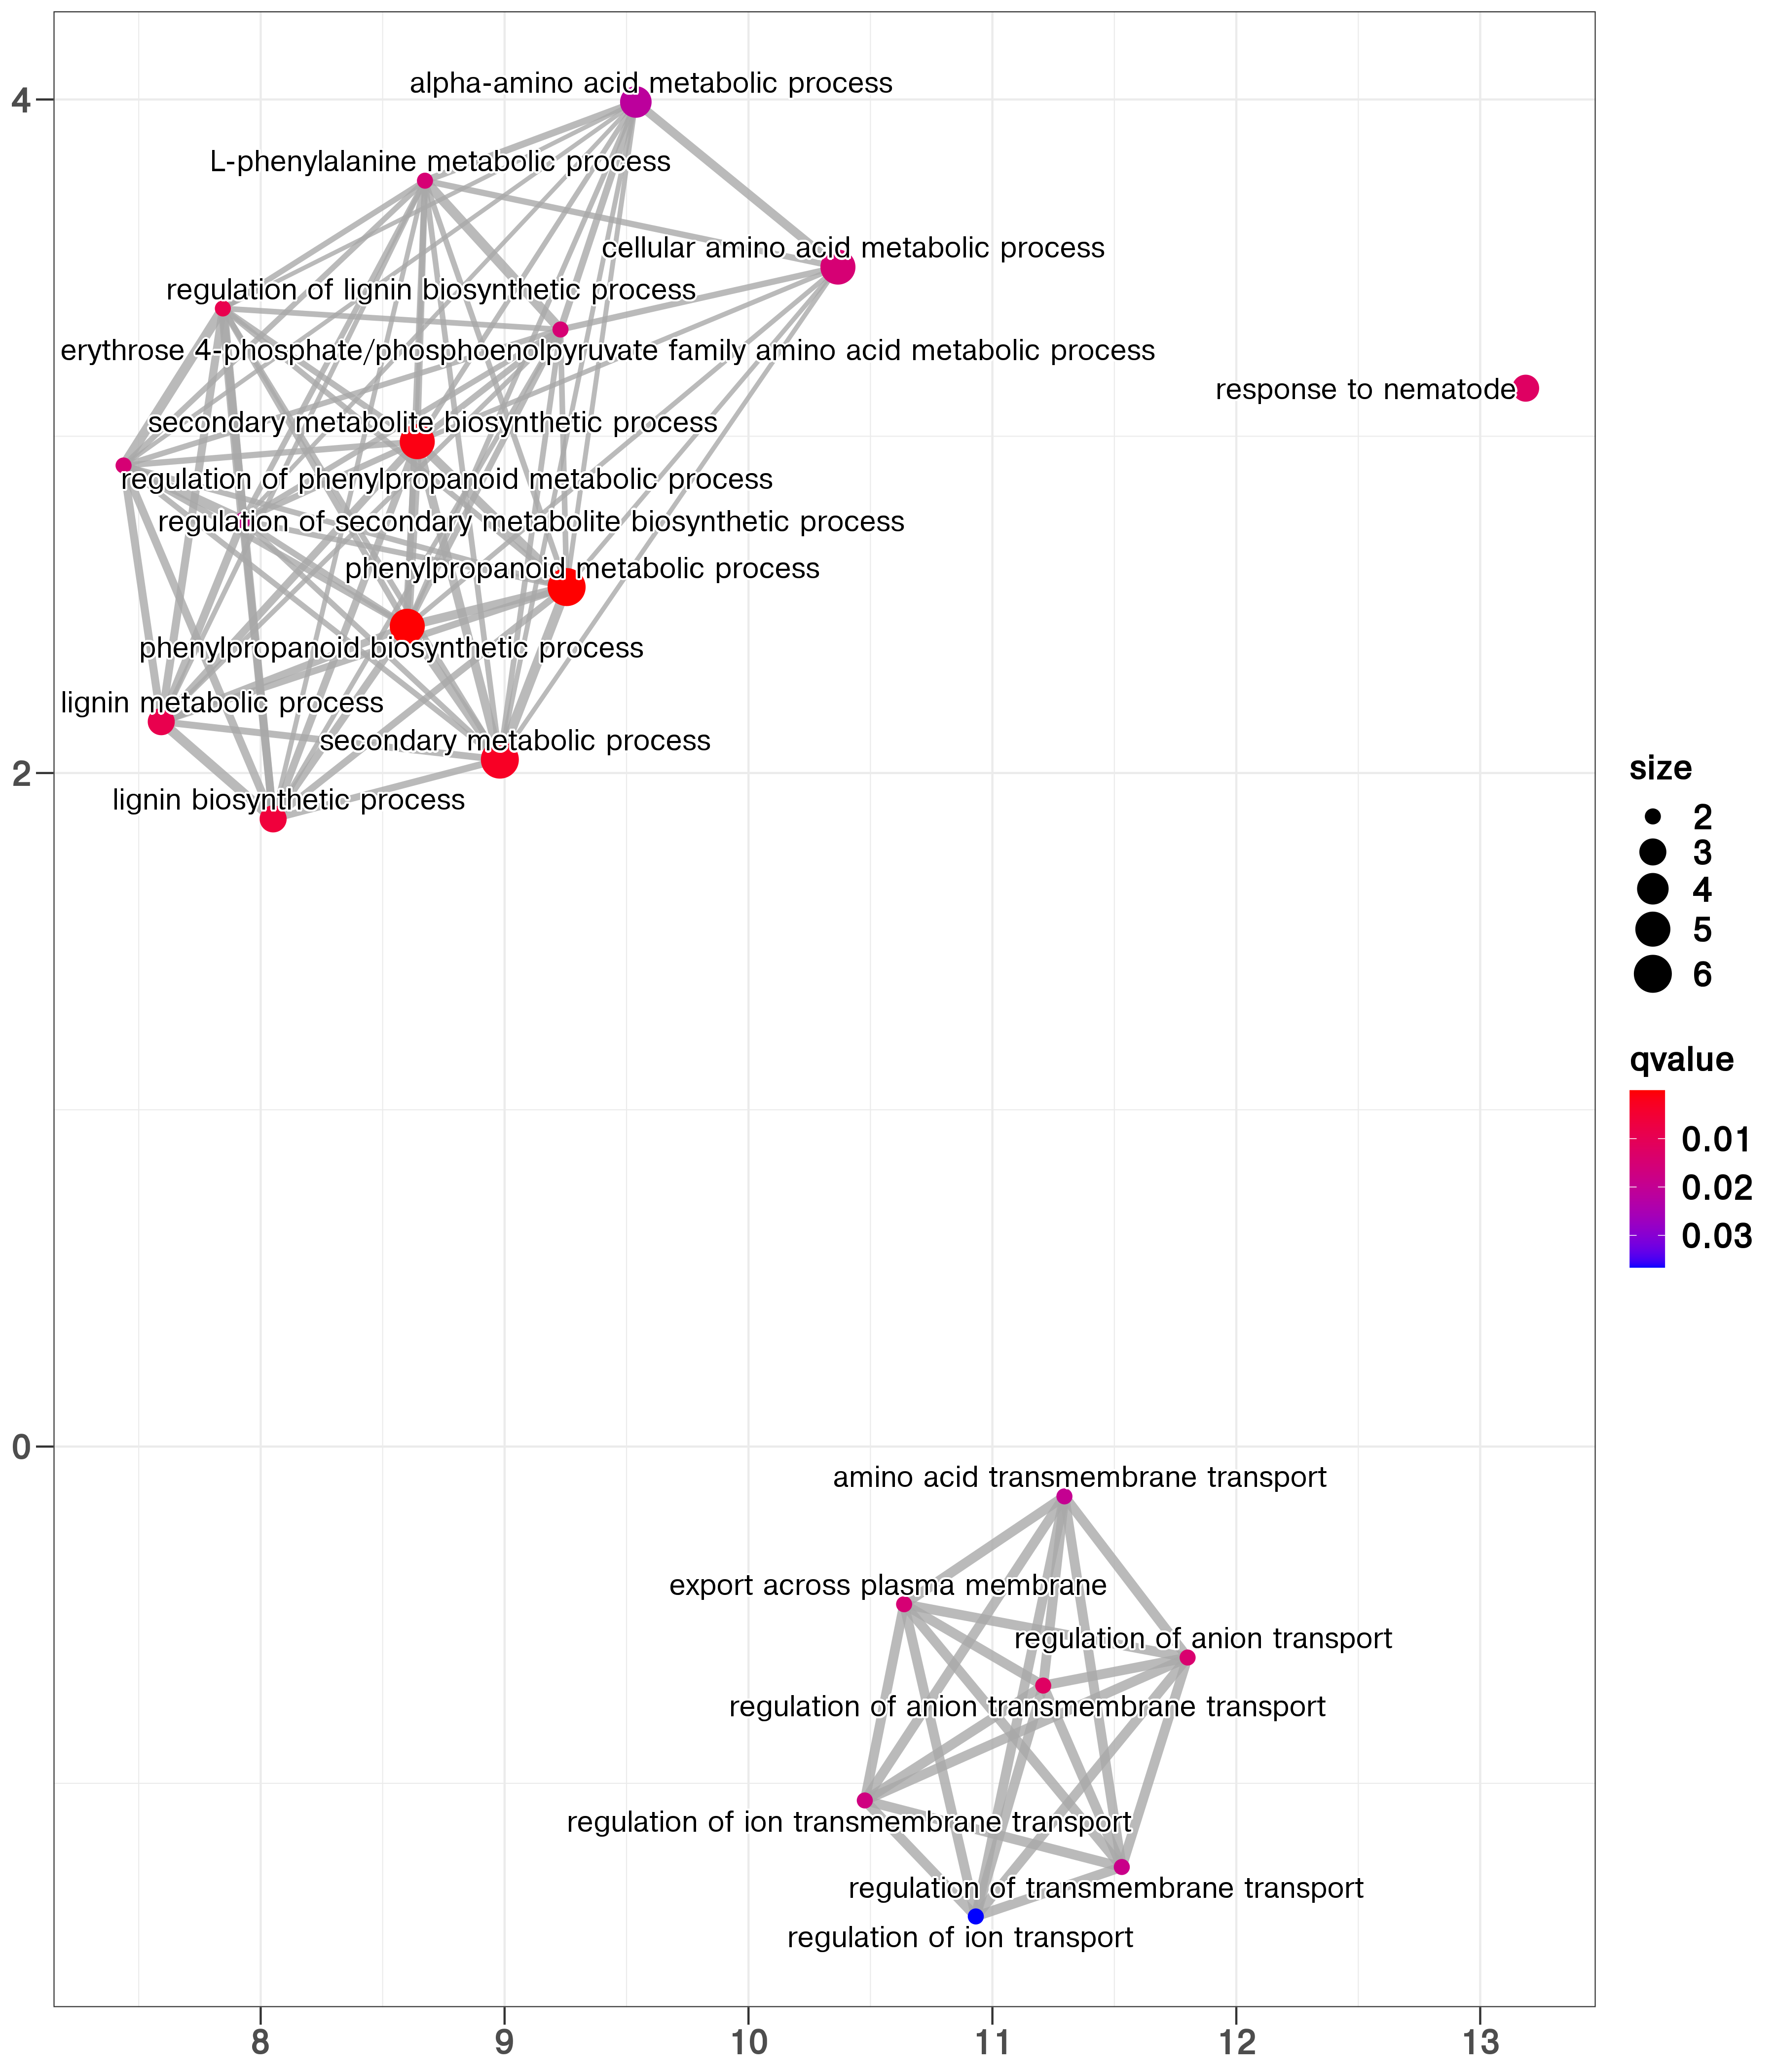 4
alpha-amino acid metabolic process
L-phenylalanine metabolic process
cellular amino acid metabolic process
regulation of lignin biosynthetic process
erythrose 4-phosphate/phosphoenolpyruvate family amino acid metabolic process
response to nematode
secondary metabolite biosynthetic process
regulation of phenylpropanoid metabolic process
regulation of secondary metabolite biosynthetic process
phenylpropanoid metabolic process
phenylpropanoid biosynthetic process
lignin metabolic process
secondary metabolic process
2
lignin biosynthetic process
size
2
3
4
5
6
qvalue
0.01
0.02
0.03
0
amino acid transmembrane transport
export across plasma membrane
regulation of anion transport
regulation of anion transmembrane transport
regulation of ion transmembrane transport
regulation of transmembrane transport
regulation of ion transport
8 9 10 11 12 13